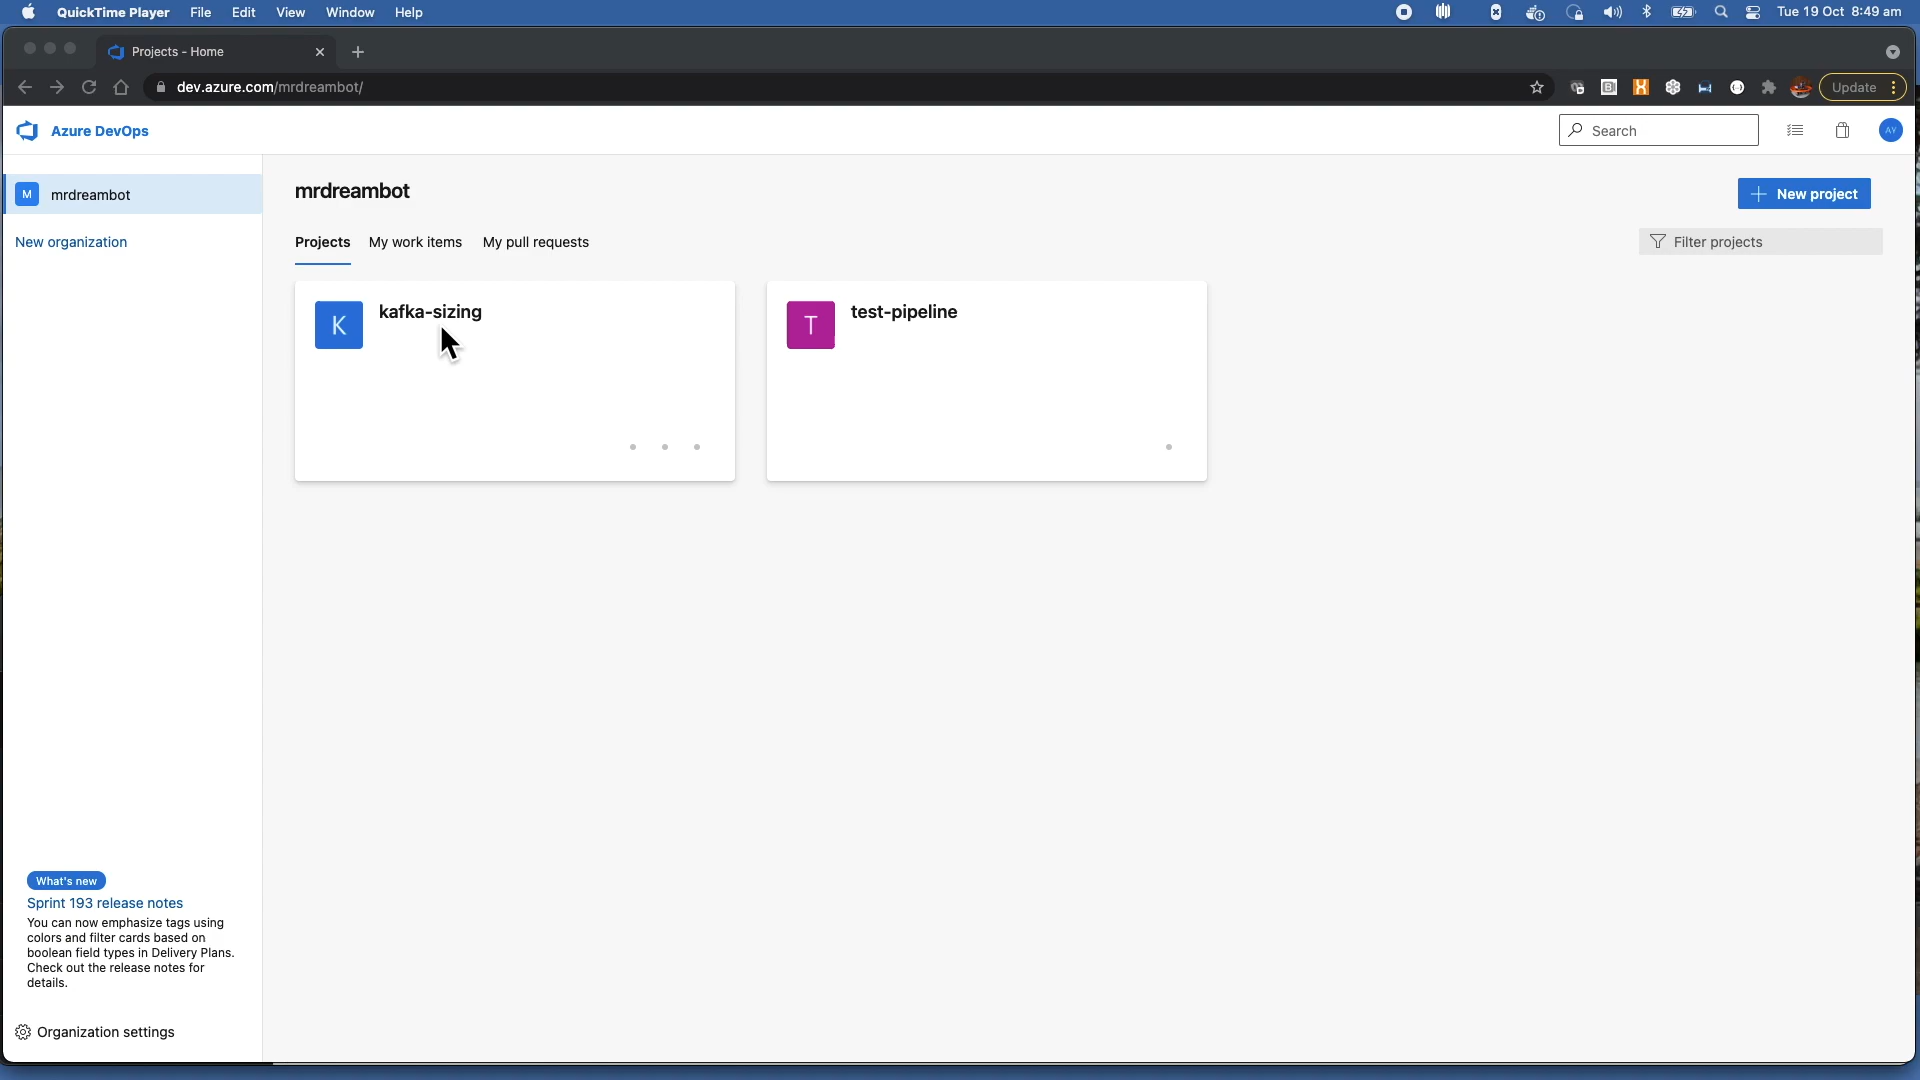 QuickTime Player File Edit View Window Help
Tue 19 Oct 8:49 am
Projects - Home
dev.azure.com/mrdreambot/
Update
Azure DevOps
Search
AY
M mrdreambot
New organization
mrdreambot
New project
Projects My work items My pull requests
Filter projects
K kafka-sizing
T test-pipeline
What's new
Sprint 193 release notes
You can now emphasize tags using
colors and filter cards based on
boolean field types in Delivery Plans.
Check out the release notes for
details.
Organization settings